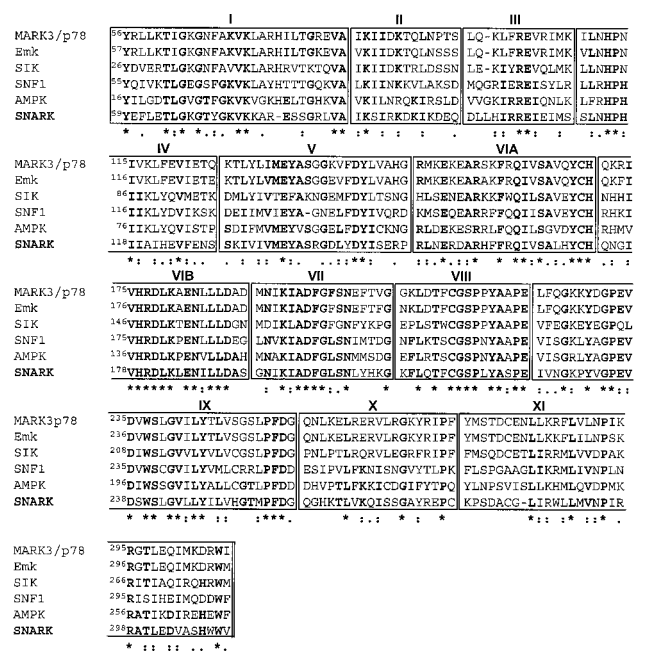 I II III
MARK3/p78 56YRLLKTIGKGNFAKVKLARHILTGREVA IKIIDKTQLNPTS LQ-KLFREVRIMK ILNHPN
Emk 57YRLLKTIGKGNFAKVKLARHILTGKEVA VKIIDKTQLNSSS LQ-KLFREVRIMK VLNHPN
SIK 26YDVERTLGKGNFAVVKLARHRVTKTQVA IKIIDKTRLDSSN LE-KIYREVQLMK LLNHPN
SNF1 55YQIVKTLGEGSFGKVKLAYHTTTGQKVA LKIINKKVLAKSD MQGRIEREISYLR LLRHPH
AMPK 16YILGDTLGVGTFGKVKVGKHELTGHKVA VKILNRQKIRSLD VVGKIRREIQNLK LFRHPH
SNARK 59YEFLETLGKGTYGKVKKAR-ESSGRLVA IKSIRKDKIKDEQ DLLHIRREIEIMS SLNHPH
IV V VIA
MARK3/p78 115IVKLFEVIETQ KTLYLIMEYASGGKVFDYLVAHG RMKEKEARSKFRQIVSAVQYCH QKRI
Emk 116IVKLFEVIETE KTLYLVMEYASGGEVFDYLVAHG RMKEKEARAKFRQIVSAVQYCH QKFI
SIK 86IIKLYQVMETK DMLYIVTEFAKNGEMFDYLTSNG HLSENEARQKFWQILSAVEYCH NHHI
SNF1 116IIKLYDVIKSK DEIIMVIEYA-GNELFDYIVQRD KMSEQEARRFFQQIISAVEYCH RHKI
AMPK 76IIKLYQVISTP SDIFMVMEYVSGGELFDYICKNG RLDEKESRRLFQQILSGVDYCH RHMV
SNARK 118IIAIHEVFENS SKIVIVMEYASRGDLYDYISERP RLNERDARHFFRQIVSALHYCH QNGI
VIB VII VIII
MARK3/p78 175VHRDLKAENLLLDAD MNIKIADFGFSNEFTVG GKLDTFCGSPPYAAPE LFQGKKYDGPEV
Emk 176VHRDLKAENLLLDAD MNIKIADFGFSNEFTFG NKLDTFCGSPPYAAPE LFQGKKYDGPEV
SIK 146VHRDLKTENLLLDGN MDIKLADFGFGNFYKPG EPLSTWCGSPPYAAPE VFEGKEYEGPQL
SNF1 175VHRDLKPENLLLDEG LNVKIADFGLSNIMTDG NFLKTSCGSPNYAAPE VISGKLYAGPEV
AMPK 136VHRDLKPENVLLDAH MNAKIADFGLSNMMSDG EFLRTSCGSPNYAAPE VISGRLYAGPEV
SNARK 178VHRDLKLENILLDAS GNIKIADFGLSNLYHKG KFLQTFCGSPLYASPE IVNGKPYVGPEV
IX X XI
MARK3p78 235DVWSLGVILYTLVSGSLPFDG QNLKELRERVLRGKYRIPF YMSTDCENLLKRFLVLNPIK
Emk 236DVWSLGVILYTLVSGSLPFDG QNLKELRERVLRGKYRIPF YMSTDCENLLKKFLILNPSK
SIK 208DIWSLGVVLYVLVCGSLPFDG PNLPTLRQRVLEGRFRIPF FMSQDCETLIRRMLVVDPAK
SNF1 235DVWSCGVILYVMLCRRLPFDD ESIPVLFKNISNGVYTLPK FLSPGAAGLIKRMLIVNPLN
AMPK 196DIWSSGVILYALLCGTLPFDD DHVPTLFKKICDGIFYTPQ YLNPSVISLLKHMLQVDPMK
SNARK 238DSWSLGVLLYILVHGTMPFDG QGHKTLVKQISSGAYREPC KPSDACG-LIRWLLMVNPIR
MARK3/p78 295RGTLEQIMKDRWI
Emk 296RGTLEQIMKDRWM
SIK 266RITIAQIRQHRWM
SNF1 295RISIHEIMQDDWF
AMPK 256RATIKDIREHEWF
SNARK 298RATLEDVASHWWV